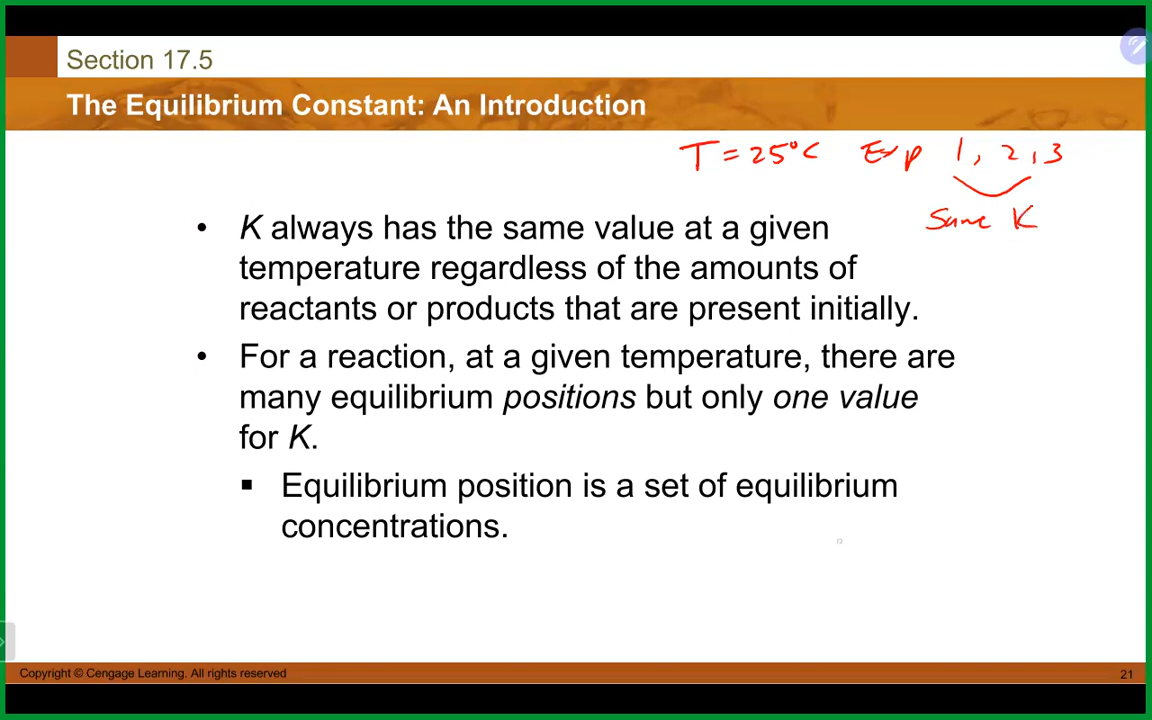 Section 17.5
The Equilibrium Constant: An Introduction
T = 25°C Exp 1, 2, 3
Same K
• K always has the same value at a given
temperature regardless of the amounts of
reactants or products that are present initially.
• For a reaction, at a given temperature, there are
many equilibrium positions but only one value
for K.
▪ Equilibrium position is a set of equilibrium
concentrations.
Copyright © Cengage Learning. All rights reserved
21